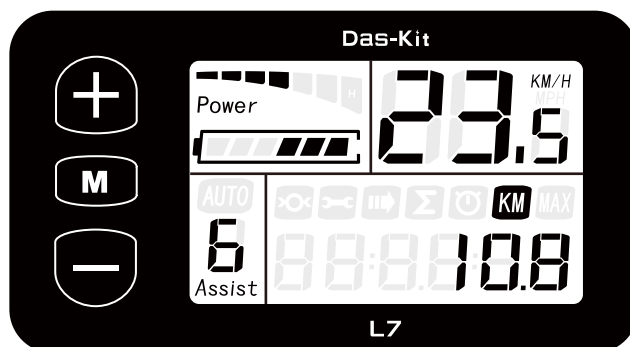 Das-Kit
H
Power
23.5
KM/H
MPH
M
AUTO
KM
MAX
6
Assist
10.8
L7